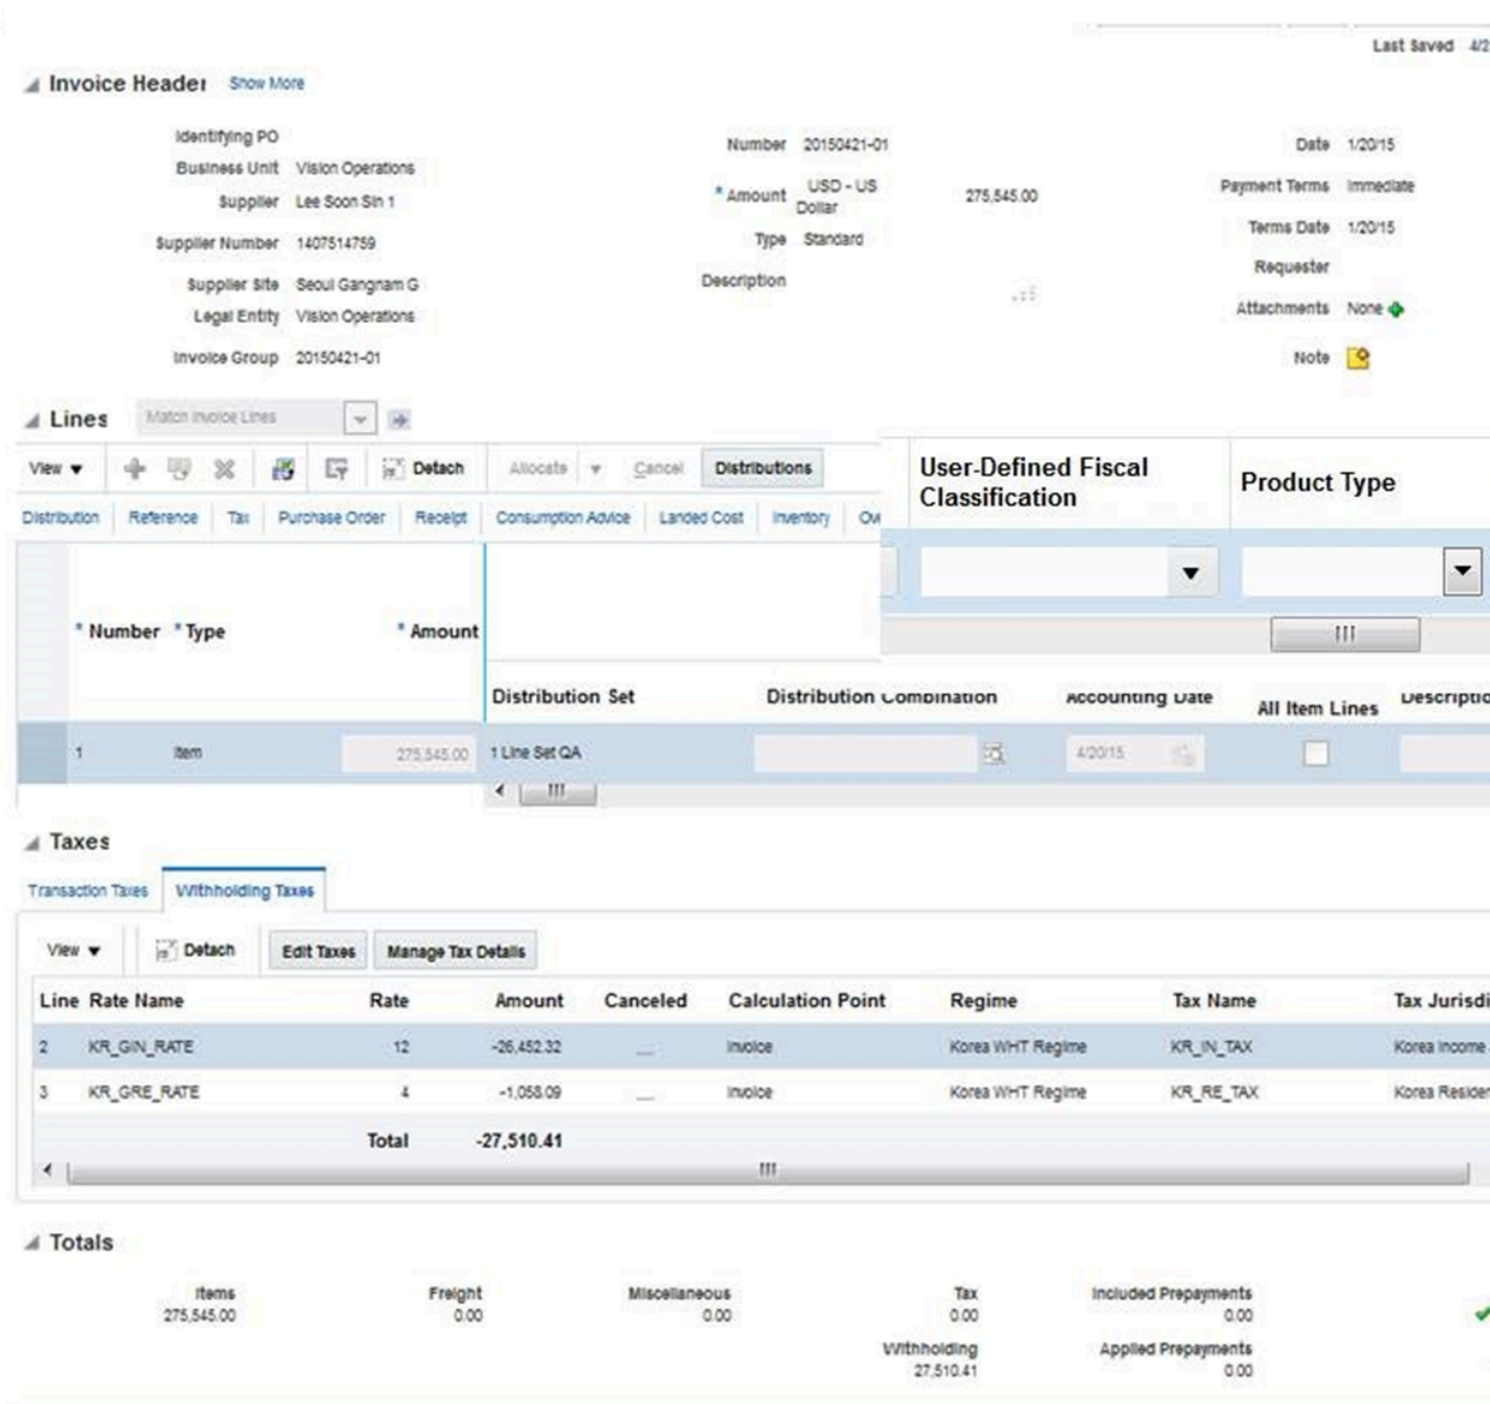 Last Saved 4/2
Invoice Header Show More
Identifying PO
Business Unit Vision Operations
Supplier Lee Soon Sin 1
Supplier Number 1407514759
Supplier Site Seoul Gangnam G
Legal Entity Vision Operations
Invoice Group 20150421-01
Number 20150421-01
* Amount USD - US Dollar 275,545.00
Type Standard
Description
Date 1/20/15
Payment Terms Immediate
Terms Date 1/20/15
Requester
Attachments None
Note
Lines Match Invoice Lines
View Detach Allocate Cancel Distributions
Distribution Reference Tax Purchase Order Receipt Consumption Advice Landed Cost Inventory Ov
User-Defined Fiscal
Classification
Product Type
* Number * Type * Amount
Distribution Set Distribution Combination Accounting Date All Item Lines Descriptio
1 Item 275,545.00 1 Line Set QA 4/20/15
Taxes
Transaction Taxes Withholding Taxes
View Detach Edit Taxes Manage Tax Details
Line Rate Name Rate Amount Canceled Calculation Point Regime Tax Name Tax Jurisdi
2 KR_GIN_RATE 12 -26,452.32 Invoice Korea WHT Regime KR_IN_TAX Korea Income
3 KR_GRE_RATE 4 -1,058.09 Invoice Korea WHT Regime KR_RE_TAX Korea Residen
Total -27,510.41
Totals
Items Freight Miscellaneous Tax Included Prepayments
275,545.00 0.00 0.00 0.00 0.00
Withholding Applied Prepayments
27,510.41 0.00